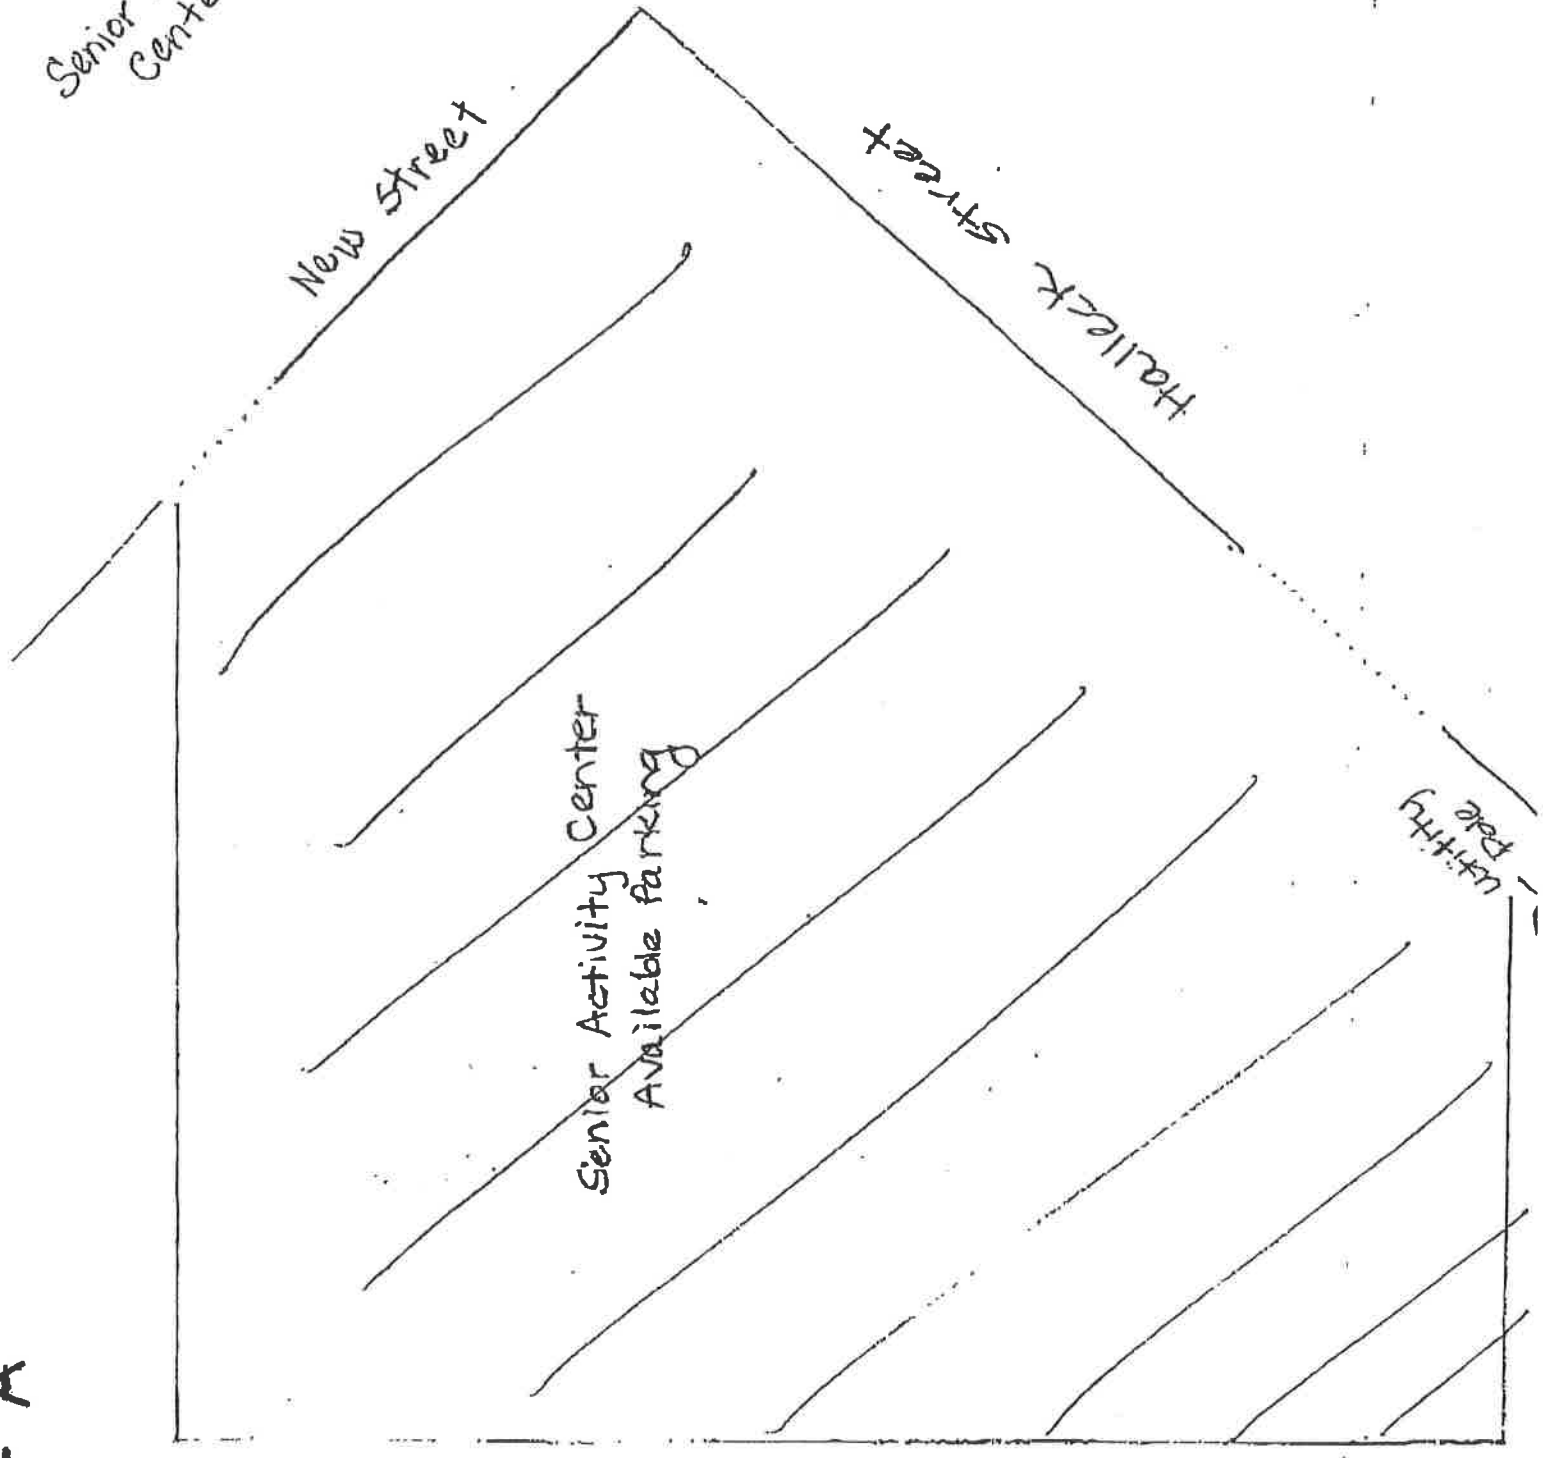 Senior
Cente
New Street
Halleck Street
Senior Activity Center
Available Parking
Utility
Pole
A